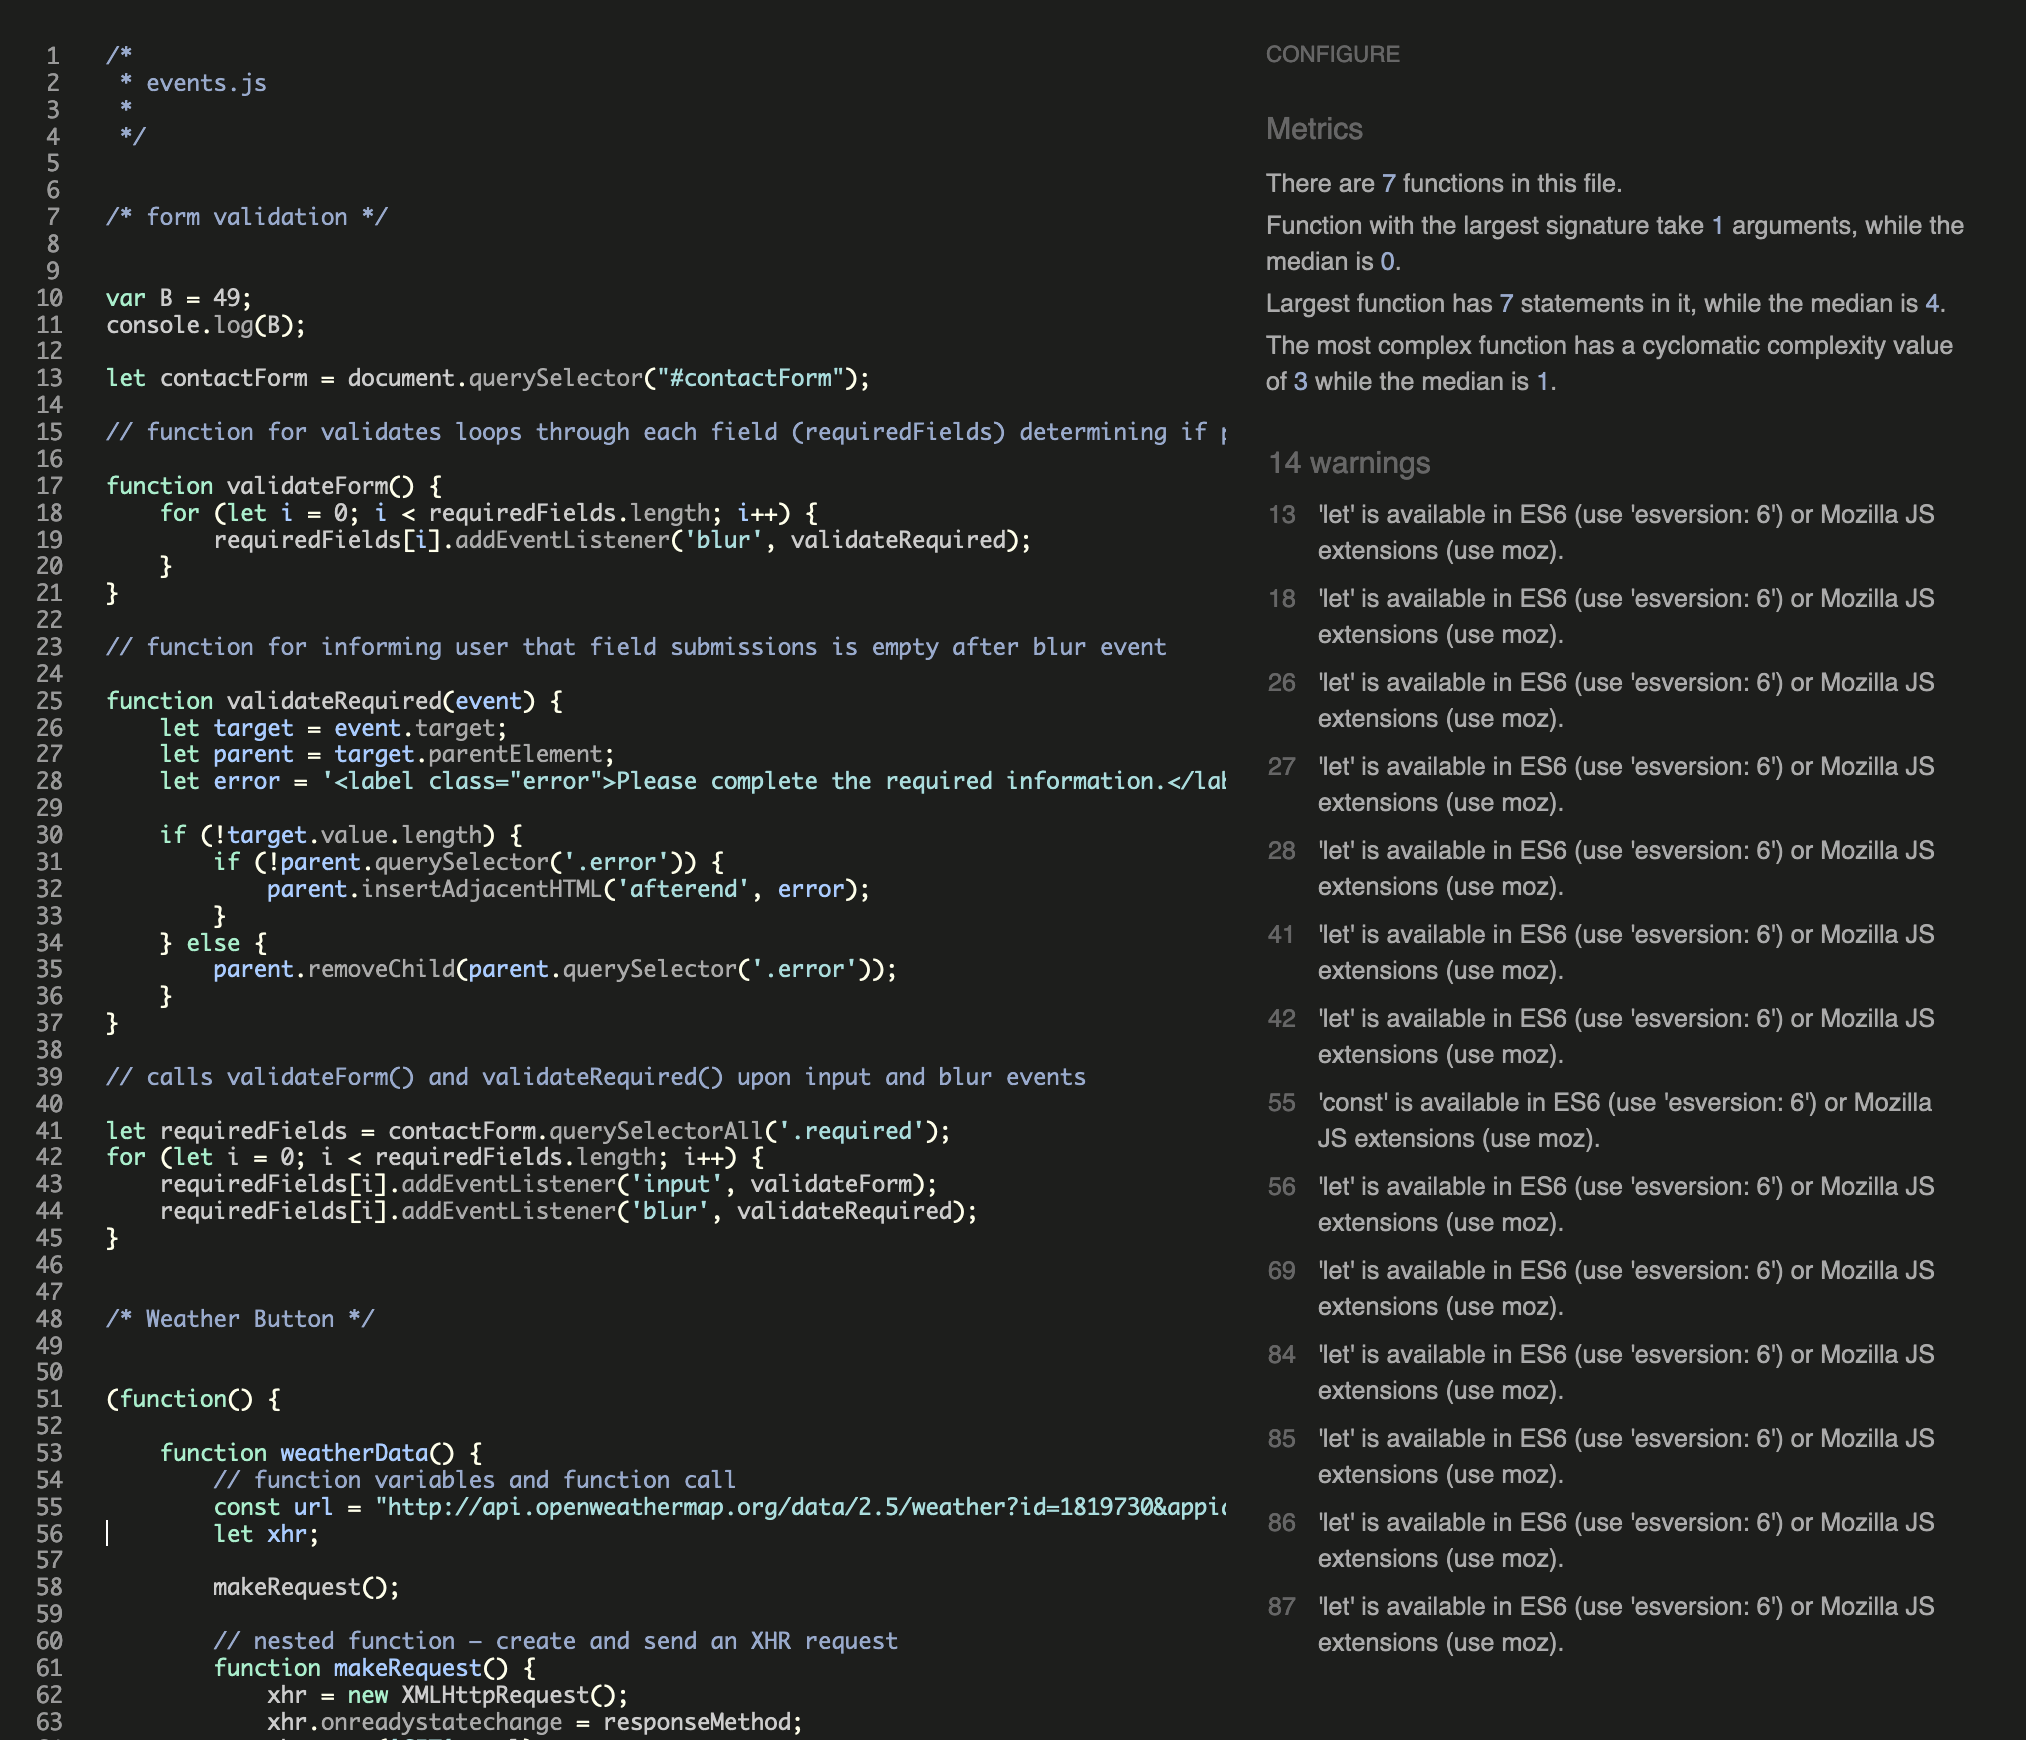 1 /*
2  * events.js
3  *
4  */
5
6
7 /* form validation */
8
9
10 var B = 49;
11 console.log(B);
12
13 let contactForm = document.querySelector("#contactForm");
14
15 // function for validates loops through each field (requiredFields) determining if
16
17 function validateForm() {
18     for (let i = 0; i < requiredFields.length; i++) {
19         requiredFields[i].addEventListener('blur', validateRequired);
20     }
21 }
22
23 // function for informing user that field submissions is empty after blur event
24
25 function validateRequired(event) {
26     let target = event.target;
27     let parent = target.parentElement;
28     let error = '<label class="error">Please complete the required information.</lab
29
30     if (!target.value.length) {
31         if (!parent.querySelector('.error')) {
32             parent.insertAdjacentHTML('afterend', error);
33         }
34     } else {
35         parent.removeChild(parent.querySelector('.error'));
36     }
37 }
38
39 // calls validateForm() and validateRequired() upon input and blur events
40
41 let requiredFields = contactForm.querySelectorAll('.required');
42 for (let i = 0; i < requiredFields.length; i++) {
43     requiredFields[i].addEventListener('input', validateForm);
44     requiredFields[i].addEventListener('blur', validateRequired);
45 }
46
47
48 /* Weather Button */
49
50
51 (function() {
52
53     function weatherData() {
54         // function variables and function call
55         const url = "http://api.openweathermap.org/data/2.5/weather?id=1819730&appi
56         let xhr;
57
58         makeRequest();
59
60         // nested function – create and send an XHR request
61         function makeRequest() {
62             xhr = new XMLHttpRequest();
63             xhr.onreadystatechange = responseMethod;
CONFIGURE
Metrics
There are 7 functions in this file.
Function with the largest signature take 1 arguments, while the
median is 0.
Largest function has 7 statements in it, while the median is 4.
The most complex function has a cyclomatic complexity value
of 3 while the median is 1.
14 warnings
13 'let' is available in ES6 (use 'esversion: 6') or Mozilla JS
extensions (use moz).
18 'let' is available in ES6 (use 'esversion: 6') or Mozilla JS
extensions (use moz).
26 'let' is available in ES6 (use 'esversion: 6') or Mozilla JS
extensions (use moz).
27 'let' is available in ES6 (use 'esversion: 6') or Mozilla JS
extensions (use moz).
28 'let' is available in ES6 (use 'esversion: 6') or Mozilla JS
extensions (use moz).
41 'let' is available in ES6 (use 'esversion: 6') or Mozilla JS
extensions (use moz).
42 'let' is available in ES6 (use 'esversion: 6') or Mozilla JS
extensions (use moz).
55 'const' is available in ES6 (use 'esversion: 6') or Mozilla
JS extensions (use moz).
56 'let' is available in ES6 (use 'esversion: 6') or Mozilla JS
extensions (use moz).
69 'let' is available in ES6 (use 'esversion: 6') or Mozilla JS
extensions (use moz).
84 'let' is available in ES6 (use 'esversion: 6') or Mozilla JS
extensions (use moz).
85 'let' is available in ES6 (use 'esversion: 6') or Mozilla JS
extensions (use moz).
86 'let' is available in ES6 (use 'esversion: 6') or Mozilla JS
extensions (use moz).
87 'let' is available in ES6 (use 'esversion: 6') or Mozilla JS
extensions (use moz).